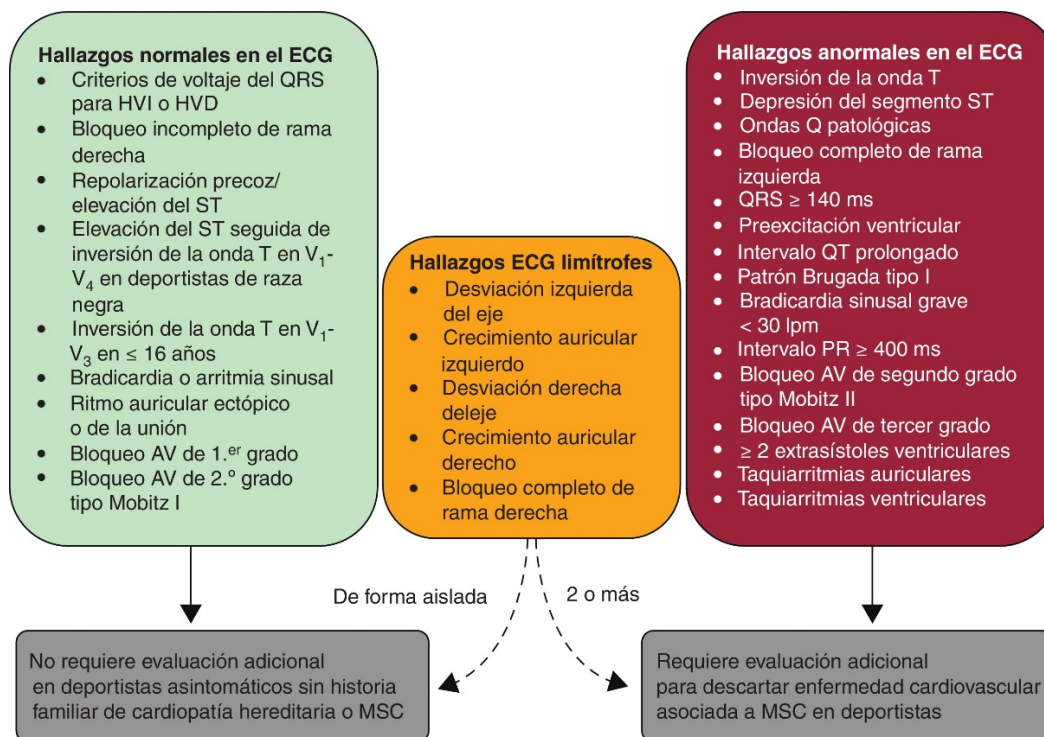 Hallazgos normales en el ECG
• Criterios de voltaje del QRS
para HVI o HVD
• Bloqueo incompleto de rama
derecha
• Repolarización precoz/
elevación del ST
• Elevación del ST seguida de
inversión de la onda T en V1-
V4 en deportistas de raza
negra
• Inversión de la onda T en V1-
V3 en ≤ 16 años
• Bradicardia o arritmia sinusal
• Ritmo auricular ectópico
o de la unión
• Bloqueo AV de 1.er grado
• Bloqueo AV de 2.º grado
tipo Mobitz I
Hallazgos ECG limítrofes
• Desviación izquierda
del eje
• Crecimiento auricular
izquierdo
• Desviación derecha
deleje
• Crecimiento auricular
derecho
• Bloqueo completo de
rama derecha
Hallazgos anormales en el ECG
• Inversión de la onda T
• Depresión del segmento ST
• Ondas Q patológicas
• Bloqueo completo de rama
izquierda
• QRS ≥ 140 ms
• Preexcitación ventricular
• Intervalo QT prolongado
• Patrón Brugada tipo I
• Bradicardia sinusal grave
< 30 lpm
• Intervalo PR ≥ 400 ms
• Bloqueo AV de segundo grado
tipo Mobitz II
• Bloqueo AV de tercer grado
• ≥ 2 extrasístoles ventriculares
• Taquiarritmias auriculares
• Taquiarritmias ventriculares
De forma aislada
2 o más
No requiere evaluación adicional
en deportistas asintomáticos sin historia
familiar de cardiopatía hereditaria o MSC
Requiere evaluación adicional
para descartar enfermedad cardiovascular
asociada a MSC en deportistas